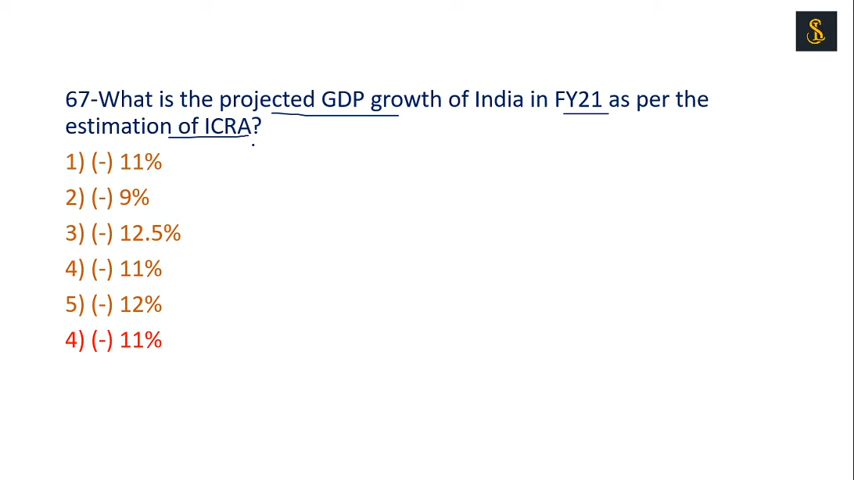 67-What is the projected GDP growth of India in FY21 as per the
estimation of ICRA?
1) (-) 11%
2) (-) 9%
3) (-) 12.5%
4) (-) 11%
5) (-) 12%
4) (-) 11%